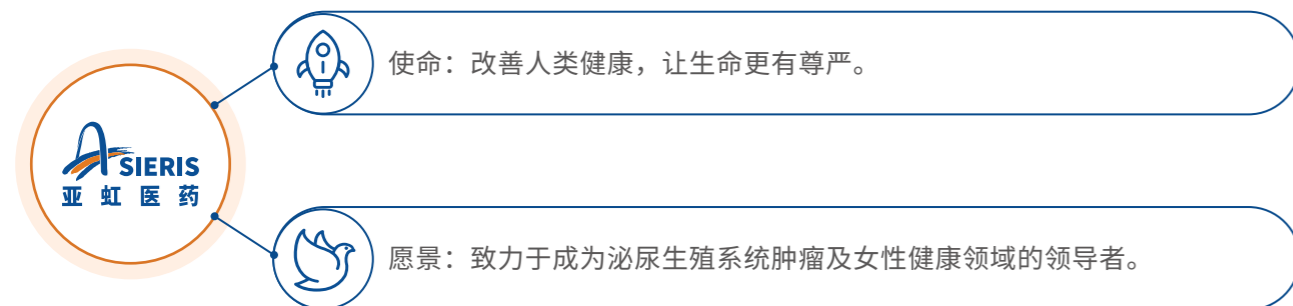 使命：改善人类健康，让生命更有尊严。
ASIERIS
亚虹医药
愿景：致力于成为泌尿生殖系统肿瘤及女性健康领域的领导者。